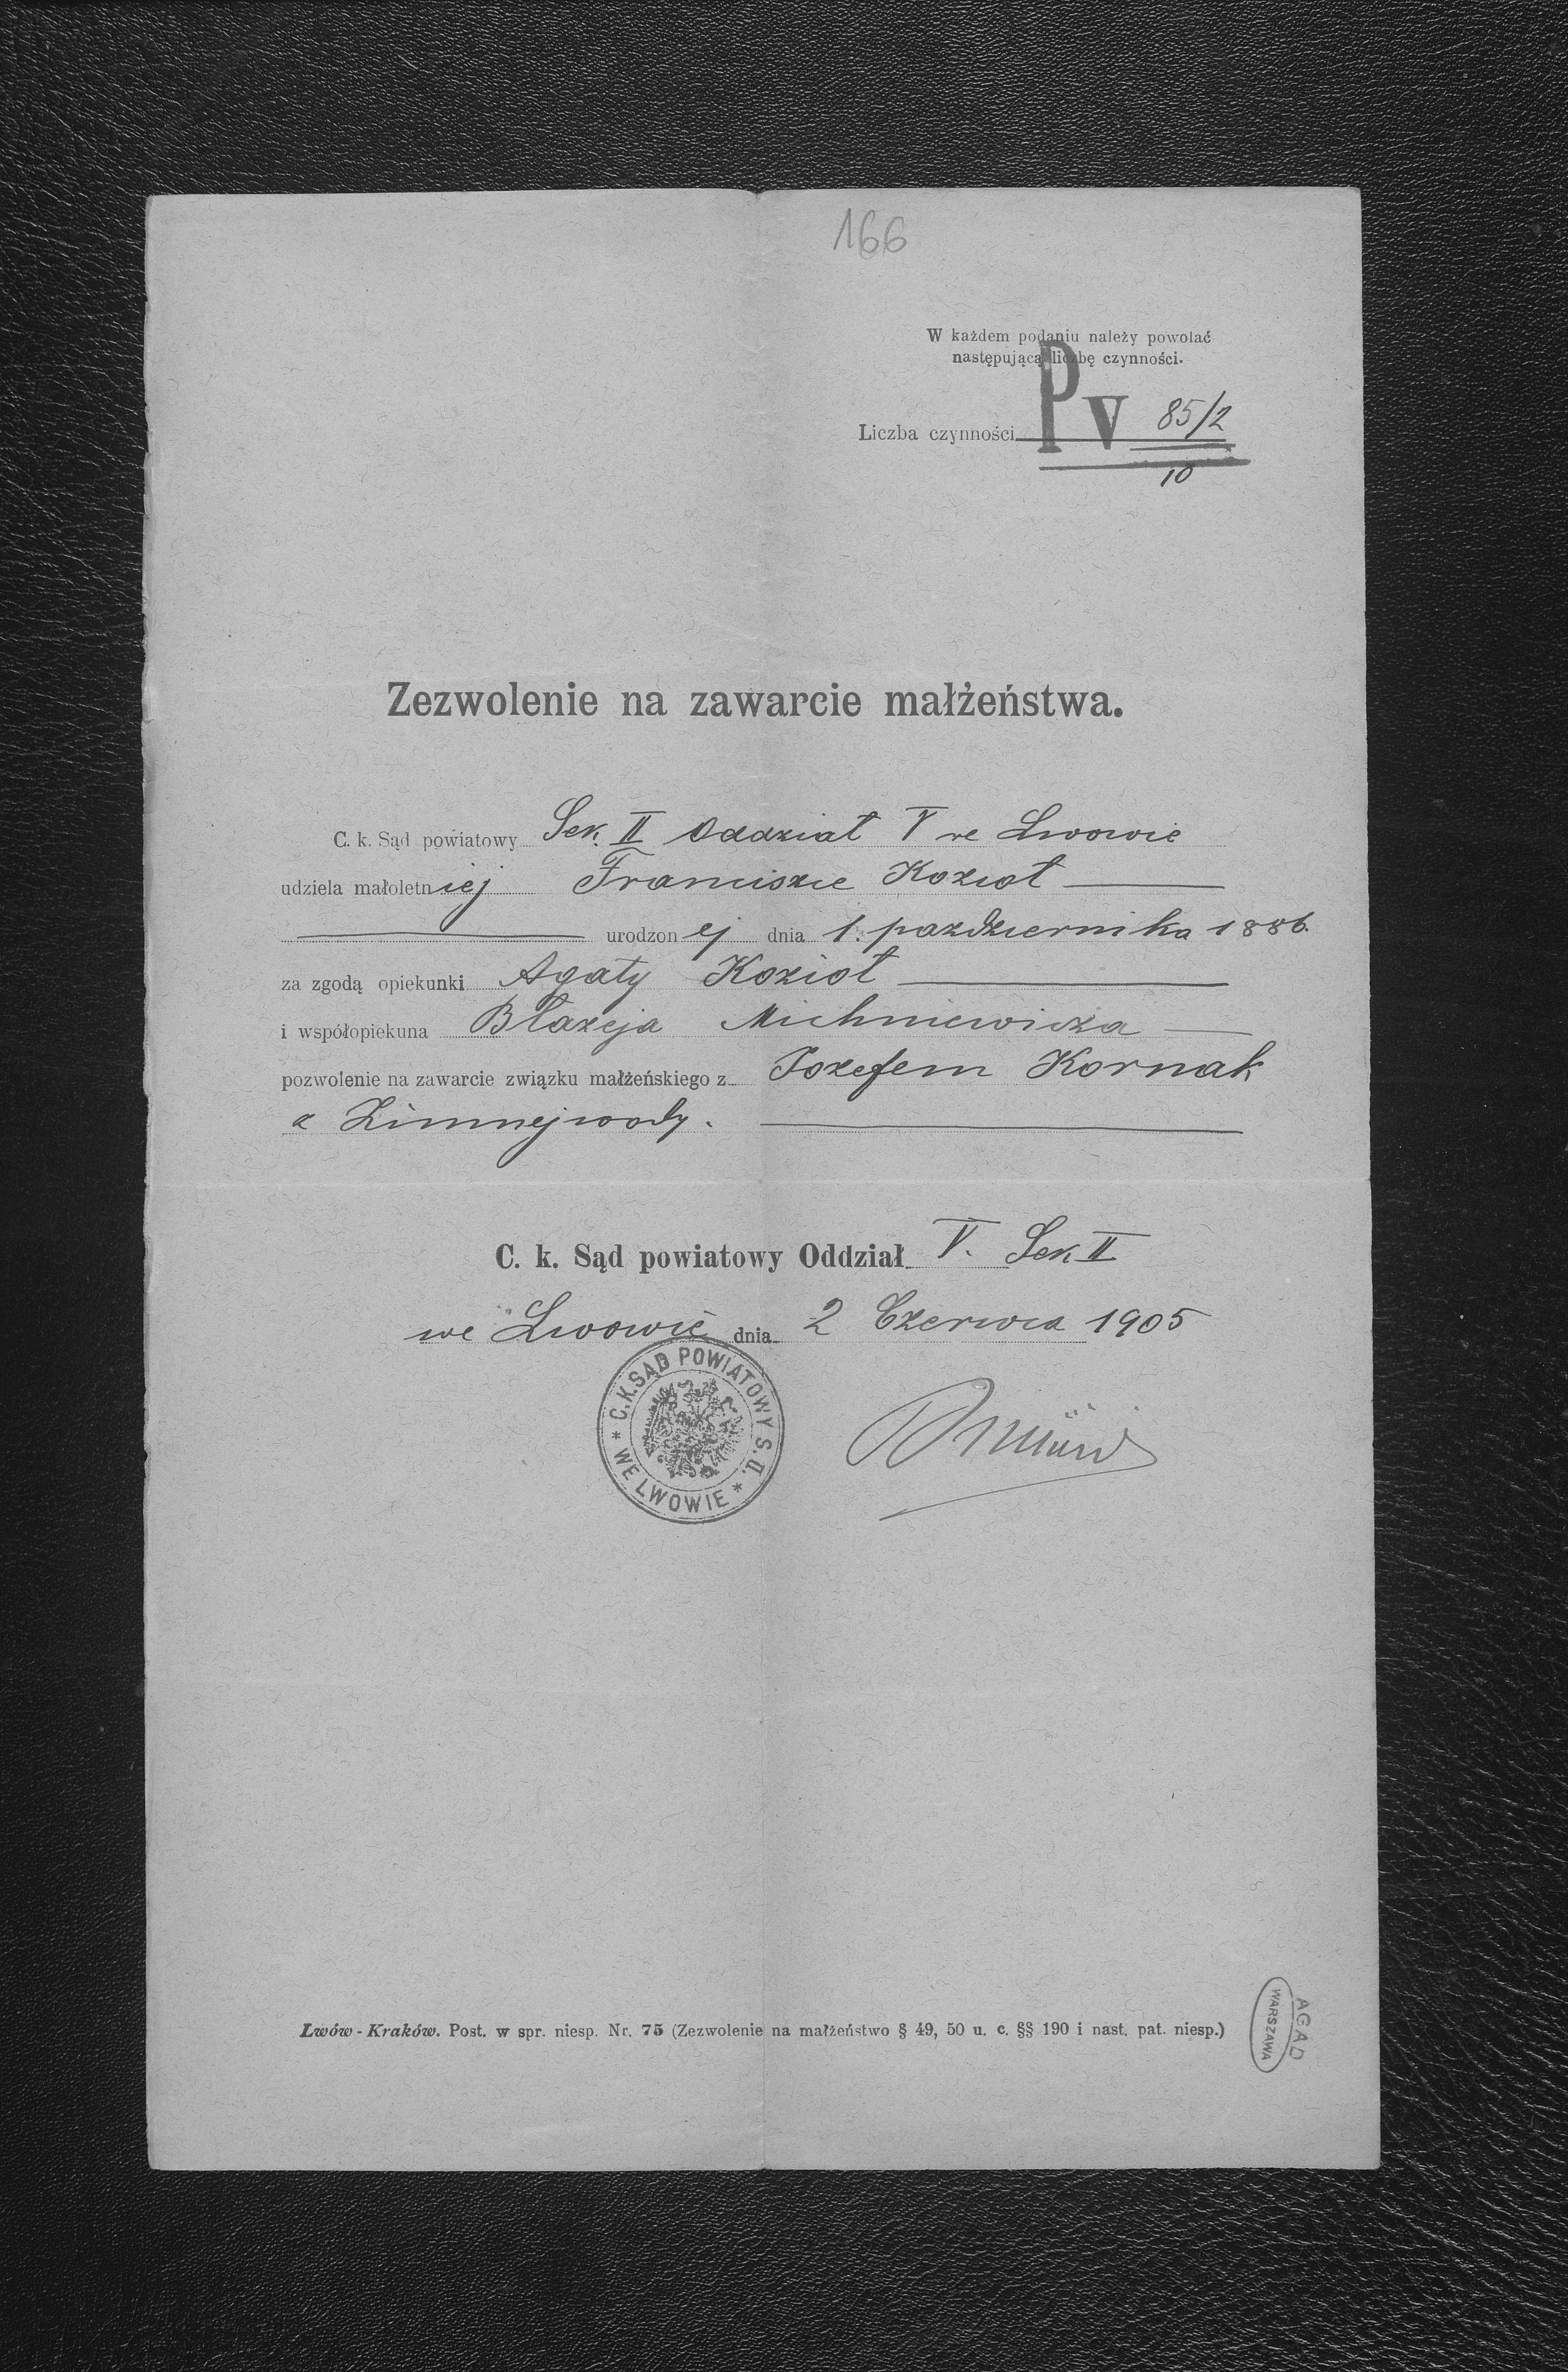 166
W każdem podaniu należy powołać
następującą liczbę czynności.
Liczba czynności P V 85/2
10
Zezwolenie na zawarcie małżeństwa.
C. k. Sąd powiatowy Sek. II Oddział V we Lwowie
udziela małoletniej Franciszce Kozioł
urodzonej dnia 1. października 1886.
za zgodą opiekunki Agaty Kozioł
i współopiekuna Błażeja Michniewicza
pozwolenie na zawarcie związku małżeńskiego z Józefem Kornak
z Zimnejwody.
C. k. Sąd powiatowy Oddział V. Sek II
we Lwowie dnia 2 Czerwca 1905
* C.K. SĄD POWIATOWY S.II. * WE LWOWIE
Lwów - Kraków. Post. w spr. niesp. Nr. 75 (Zezwolenie na małżeństwo § 49, 50 u. c. §§ 190 i nast. pat. niesp.)
AGAD
WARSZAWA